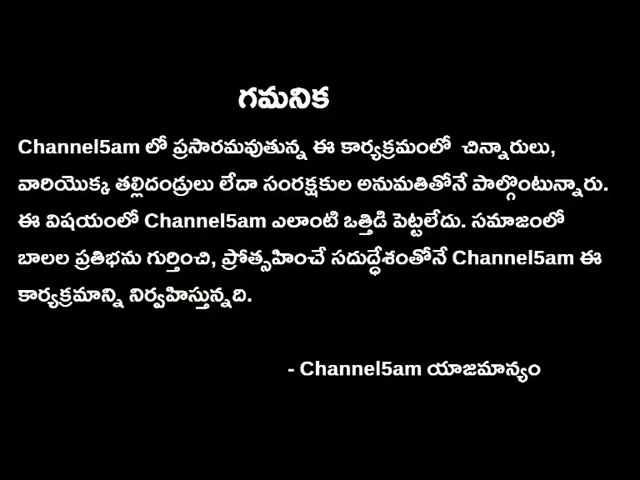 గమనిక
Channel5am లో ప్రసారమవుతున్న ఈ కార్యక్రమంలో చిన్నారులు,
వారియొక్క తల్లిదండ్రులు లేదా సంరక్షకుల అనుమతితోనే పాల్గొంటున్నారు.
ఈ విషయంలో Channel5am ఎలాంటి ఒత్తిడి పెట్టలేదు. సమాజంలో
బాలల ప్రతిభను గుర్తించి, ప్రోత్సహించే సదుద్ధేశంతోనే Channel5am ఈ
కార్యక్రమాన్ని నిర్వహిస్తున్నది.
- Channel5am యాజమాన్యం